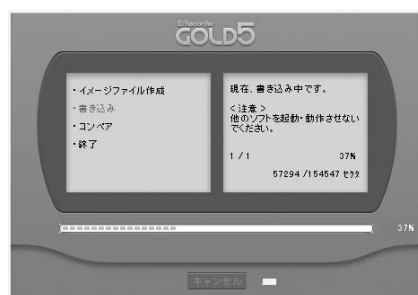 BD Recorder
GOLD5
・イメージファイル作成
・書き込み
・コンペア
・終了
現在、書き込み中です。
<注意>
他のソフトを起動・動作させない
でください。
1 / 1 37%
57294 /154547 セクタ
37%
キャンセル